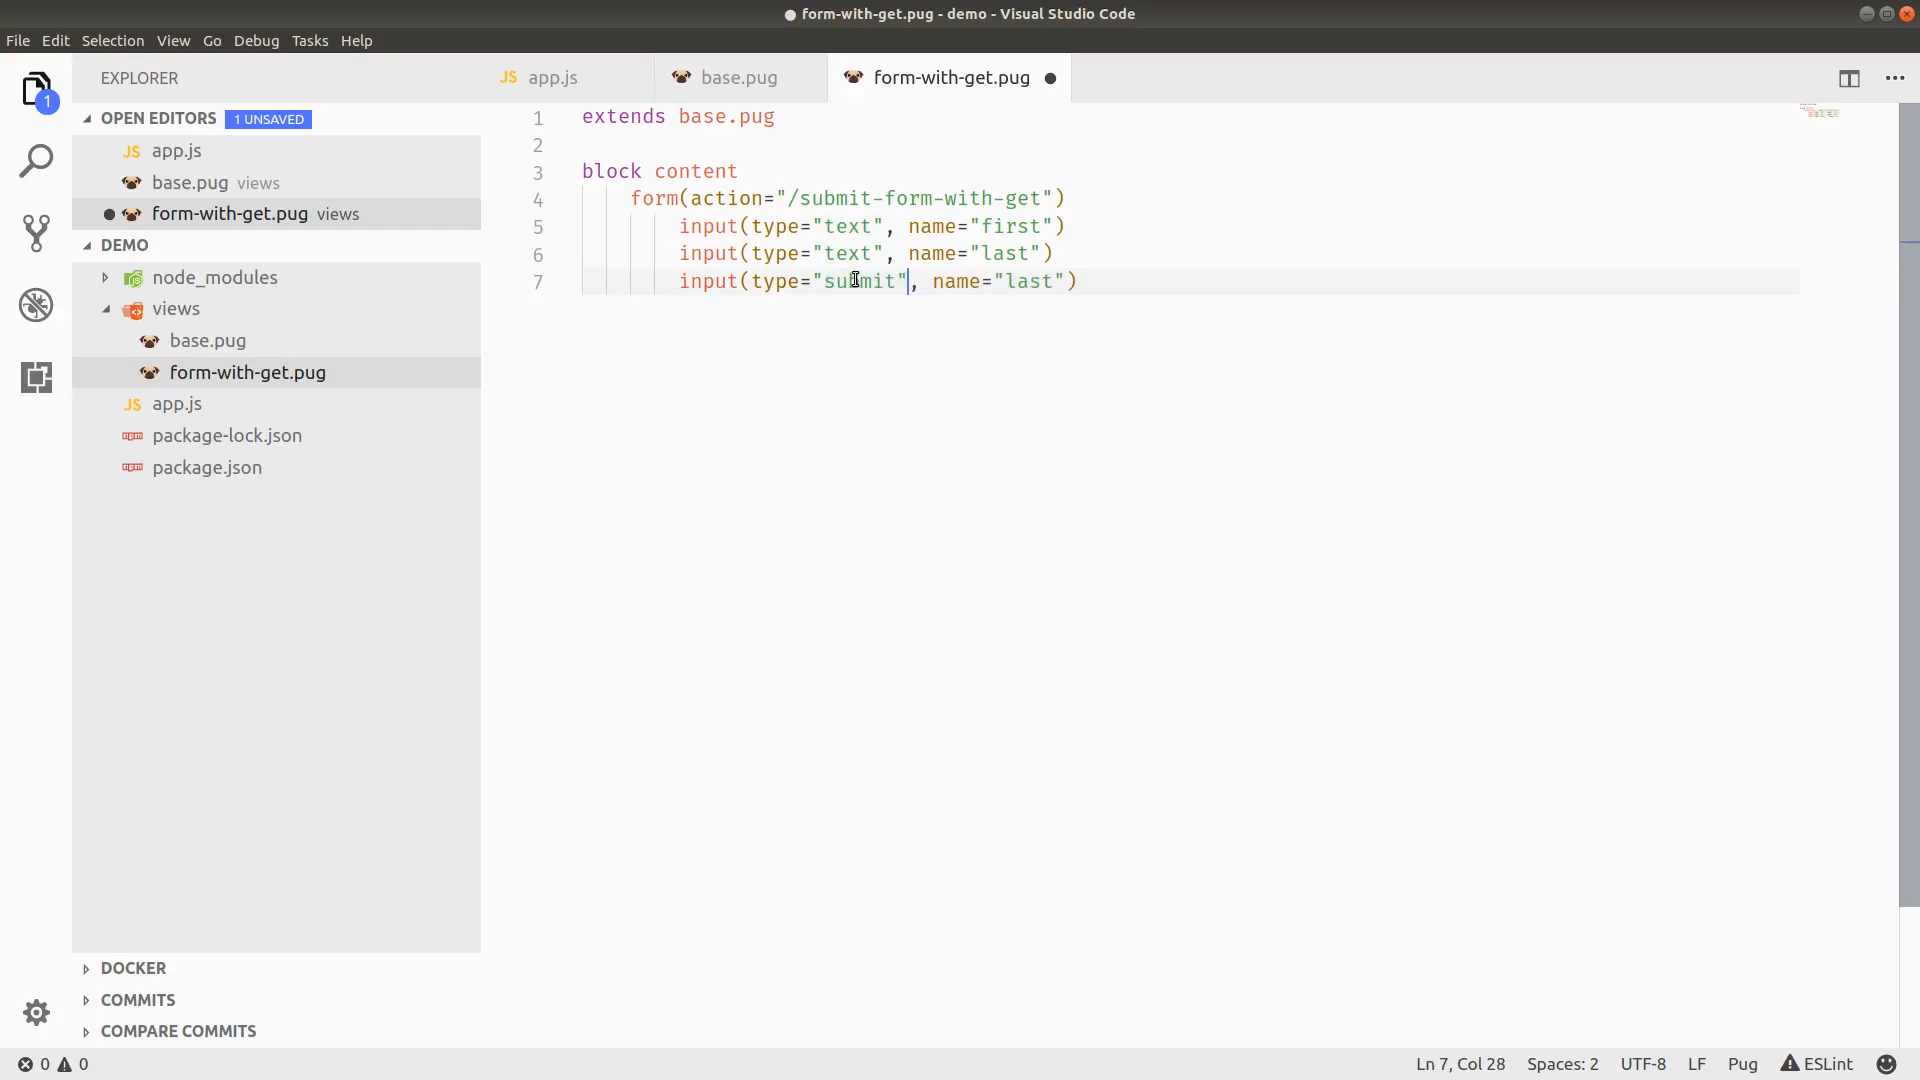 ● form-with-get.pug - demo - Visual Studio Code
File Edit Selection View Go Debug Tasks Help
1
EXPLORER
OPEN EDITORS 1 UNSAVED
JS app.js
base.pug views
● form-with-get.pug views
DEMO
node_modules
views
base.pug
form-with-get.pug
JS app.js
package-lock.json
package.json
DOCKER
COMMITS
COMPARE COMMITS
JS app.js base.pug form-with-get.pug ●
1 extends base.pug
2
3 block content
4 form(action="/submit-form-with-get")
5 input(type="text", name="first")
6 input(type="text", name="last")
7 input(type="submit", name="last")
0 0 Ln 7, Col 28 Spaces: 2 UTF-8 LF Pug ESLint